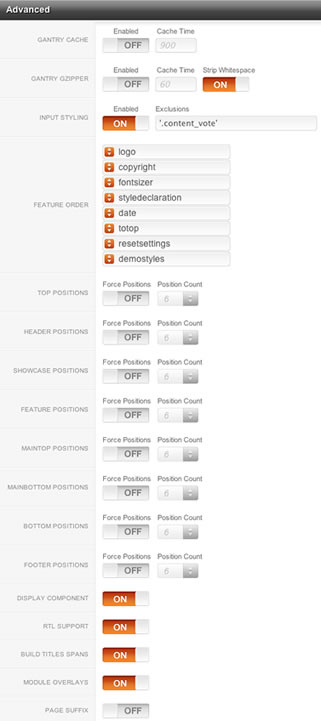 Advanced
GANTRY CACHE Enabled OFF Cache Time 900
GANTRY GZIPPER Enabled OFF Cache Time 60 Strip Whitespace ON
INPUT STYLING Enabled ON Exclusions '.content_vote'
FEATURE ORDER
logo
copyright
fontsizer
styledeclaration
date
totop
resetsettings
demostyles
TOP POSITIONS Force Positions OFF Position Count 6
HEADER POSITIONS Force Positions OFF Position Count 6
SHOWCASE POSITIONS Force Positions OFF Position Count 6
FEATURE POSITIONS Force Positions OFF Position Count 6
MAINTOP POSITIONS Force Positions OFF Position Count 6
MAINBOTTOM POSITIONS Force Positions OFF Position Count 6
BOTTOM POSITIONS Force Positions OFF Position Count 6
FOOTER POSITIONS Force Positions OFF Position Count 6
DISPLAY COMPONENT ON
RTL SUPPORT ON
BUILD TITLES SPANS ON
MODULE OVERLAYS ON
PAGE SUFFIX OFF